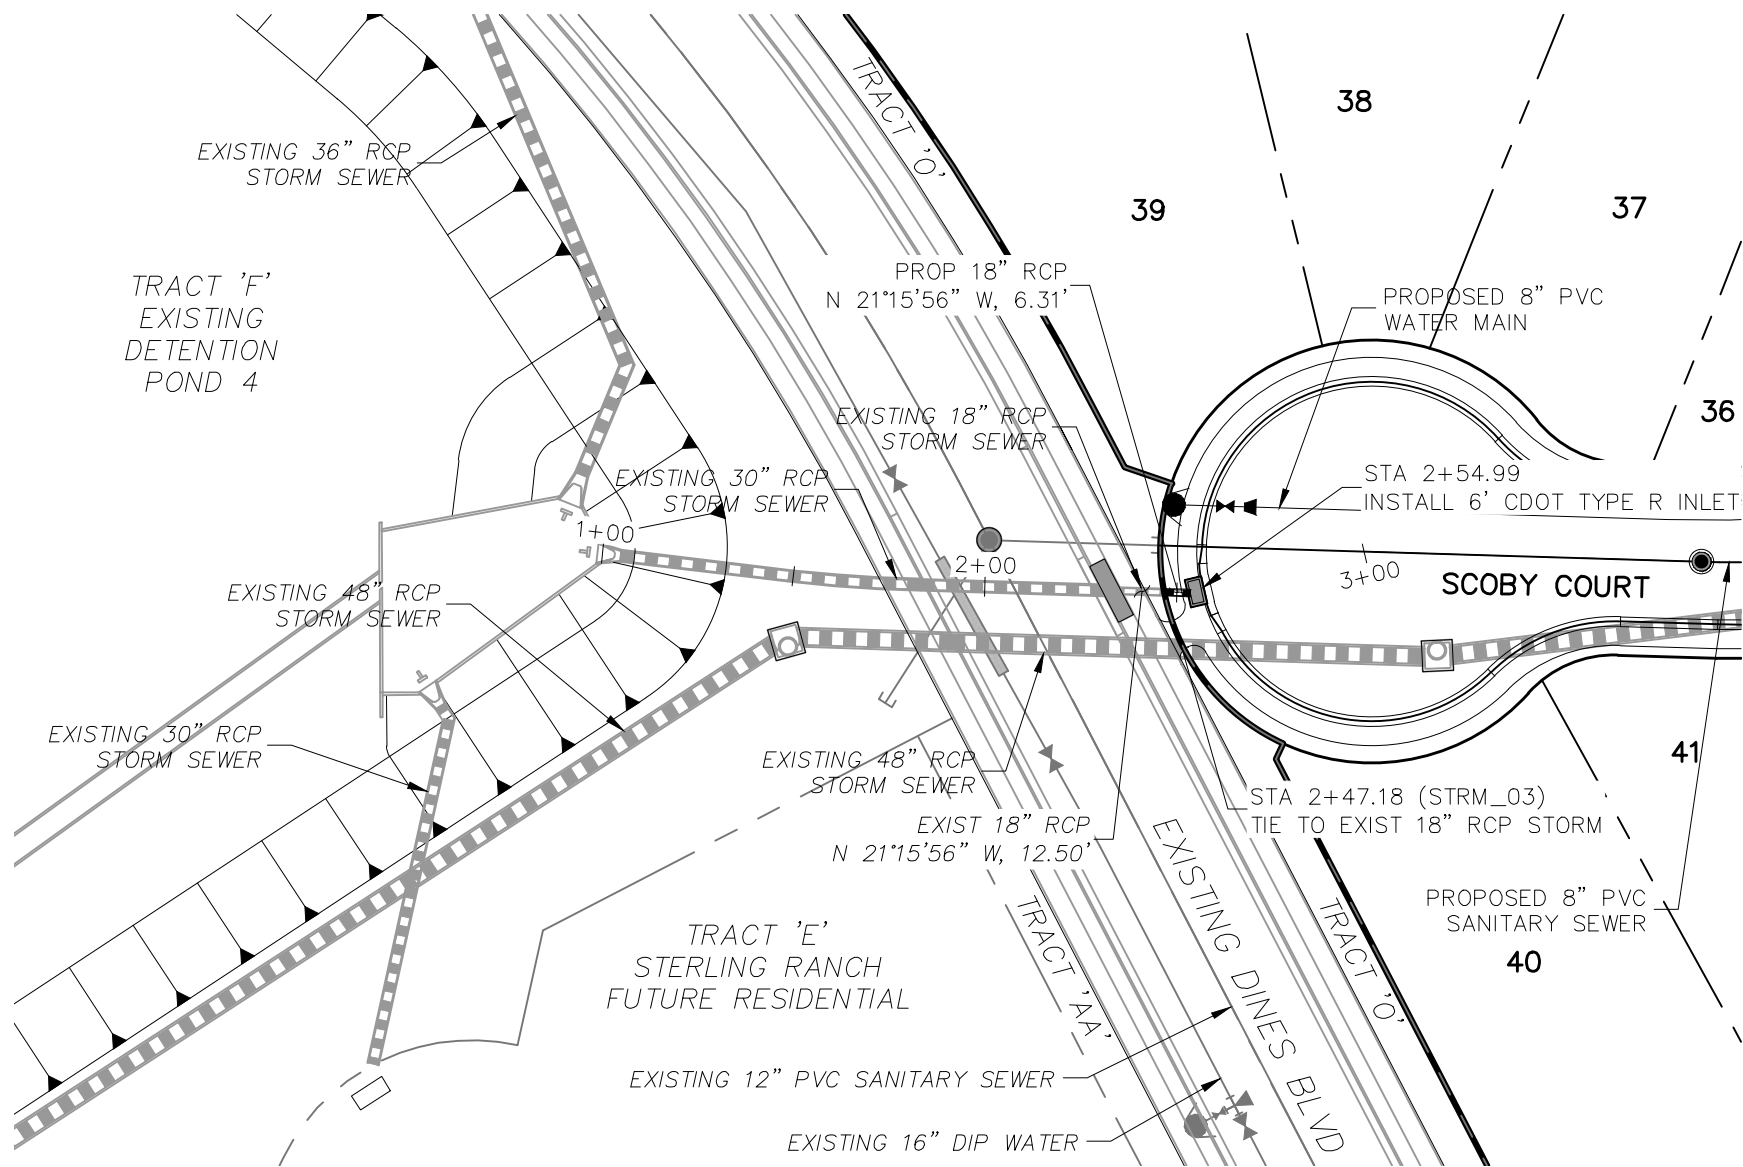 TRACT 'O'
38
EXISTING 36" RCP
STORM SEWER
39
37
TRACT 'F'
EXISTING
DETENTION
POND 4
PROP 18" RCP
N 21°15'56" W, 6.31'
PROPOSED 8" PVC
WATER MAIN
36
EXISTING 18" RCP
STORM SEWER
EXISTING 30" RCP
STORM SEWER
STA 2+54.99
INSTALL 6' CDOT TYPE R INLET
1+00
2+00
3+00
SCOBY COURT
EXISTING 48" RCP
STORM SEWER
EXISTING 30" RCP
STORM SEWER
EXISTING 48" RCP
STORM SEWER
41
EXIST 18" RCP
N 21°15'56" W, 12.50'
STA 2+47.18 (STRM_03)
TIE TO EXIST 18" RCP STORM
EXISTING DINES BLVD
PROPOSED 8" PVC
SANITARY SEWER
40
TRACT 'E'
STERLING RANCH
FUTURE RESIDENTIAL
TRACT 'AA'
TRACT 'O'
EXISTING 12" PVC SANITARY SEWER
EXISTING 16" DIP WATER